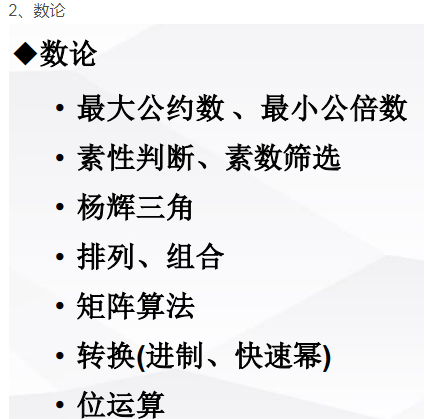 2、数论
◆数论
• 最大公约数 、最小公倍数
• 素性判断、素数筛选
• 杨辉三角
• 排列、组合
• 矩阵算法
• 转换(进制、快速幂)
• 位运算